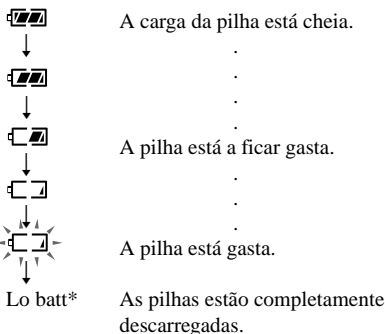 A carga da pilha está cheia.
.
.
.
.
A pilha está a ficar gasta.
.
.
.
A pilha está gasta.
Lo batt* As pilhas estão completamente
descarregadas.